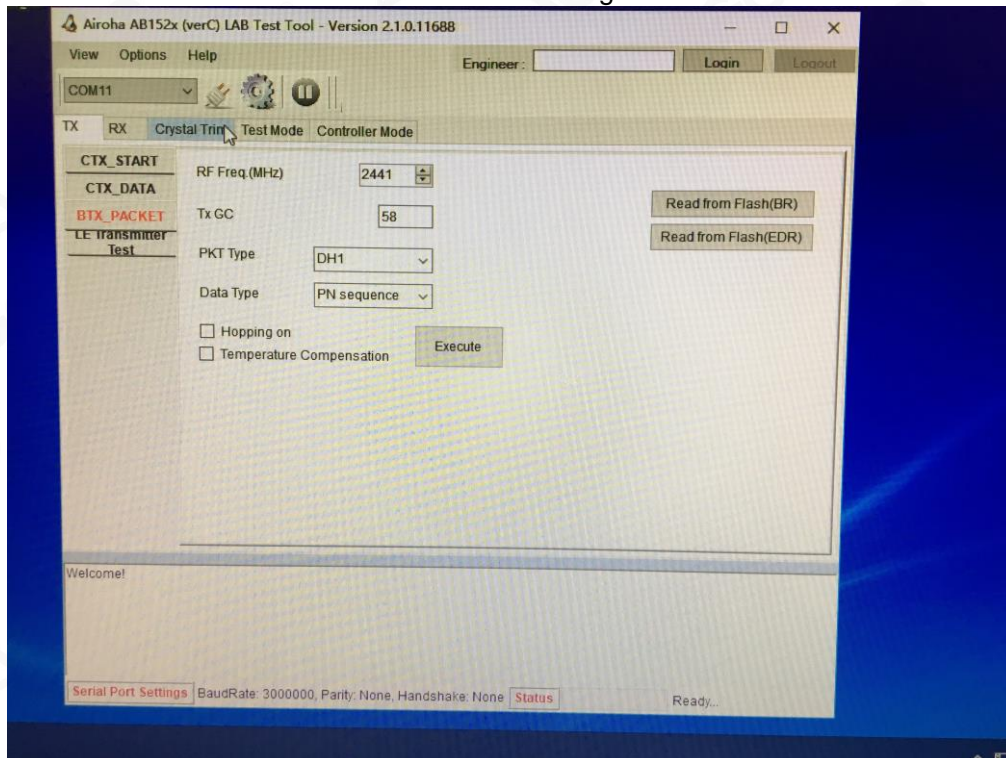 Airoha AB152x (verC) LAB Test Tool - Version 2.1.0.11688
View Options Help
Engineer: Login Logout
COM11
TX RX Crystal Trim Test Mode Controller Mode
CTX_START
CTX_DATA
BTX_PACKET
LE Transmitter
Test
RF Freq.(MHz) 2441
Tx GC 58
PKT Type DH1
Data Type PN sequence
Hopping on
Temperature Compensation
Execute
Read from Flash(BR)
Read from Flash(EDR)
Welcome!
Serial Port Settings BaudRate: 3000000, Parity: None, Handshake: None Status Ready...